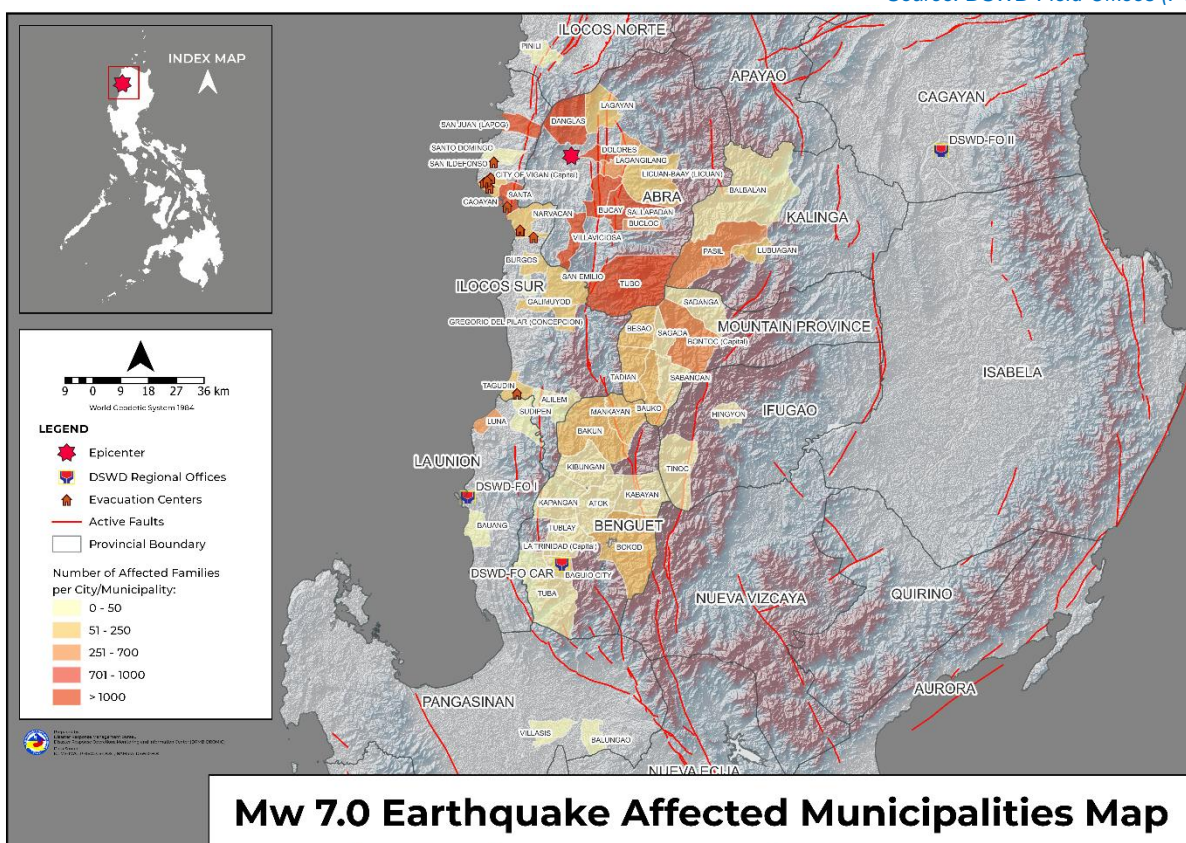 INDEX MAP
9 0 9 18 27 36 km
World Geodetic System 1984
LEGEND
Epicenter
DSWD Regional Offices
Evacuation Centers
Active Faults
Provincial Boundary
Number of Affected Families
per City/Municipality:
0 - 50
51 - 250
251 - 700
701 - 1000
> 1000
ILOCOS NORTE
PINILI
APAYAO
CAGAYAN
LAGAYAN
DANGLAS
SAN JUAN (LAPOG)
DSWD-FO II
SANTO DOMINGO
DOLORES
SAN ILDEFONSO
LAGANGILANG
CITY OF VIGAN (Capital)
LICUAN-BAAY (LICUAN)
BALBALAN
SANTA
ABRA
CAOAYAN
KALINGA
NARVACAN
BUCAY
SALLAPADAN
BUCLOC
VILLAVICIOSA
PASIL
LUBUAGAN
BURGOS
SAN EMILIO
TUBO
ILOCOS SUR
GALIMUYOD
SADANGA
GREGORIO DEL PILAR (CONCEPCION)
BESAO
SAGADA
MOUNTAIN PROVINCE
BONTOC (Capital)
ISABELA
TADIAN
SABANGAN
TAGUDIN
ALILEM
SUDIPEN
MANKAYAN
BAUKO
HINGYON
IFUGAO
LUNA
BAKUN
LA UNION
KIBUNGAN
TINOC
DSWD-FO I
KAPANGAN
ATOK
KABAYAN
BAUANG
TUBLAY
BENGUET
LA TRINIDAD (Capital)
BOKOD
DSWD-FO CAR
BAGUIO CITY
TUBA
NUEVA VIZCAYA
QUIRINO
AURORA
PANGASINAN
VILLASIS
BALUNGAO
NUEVA ECIJA
Mw 7.0 Earthquake Affected Municipalities Map